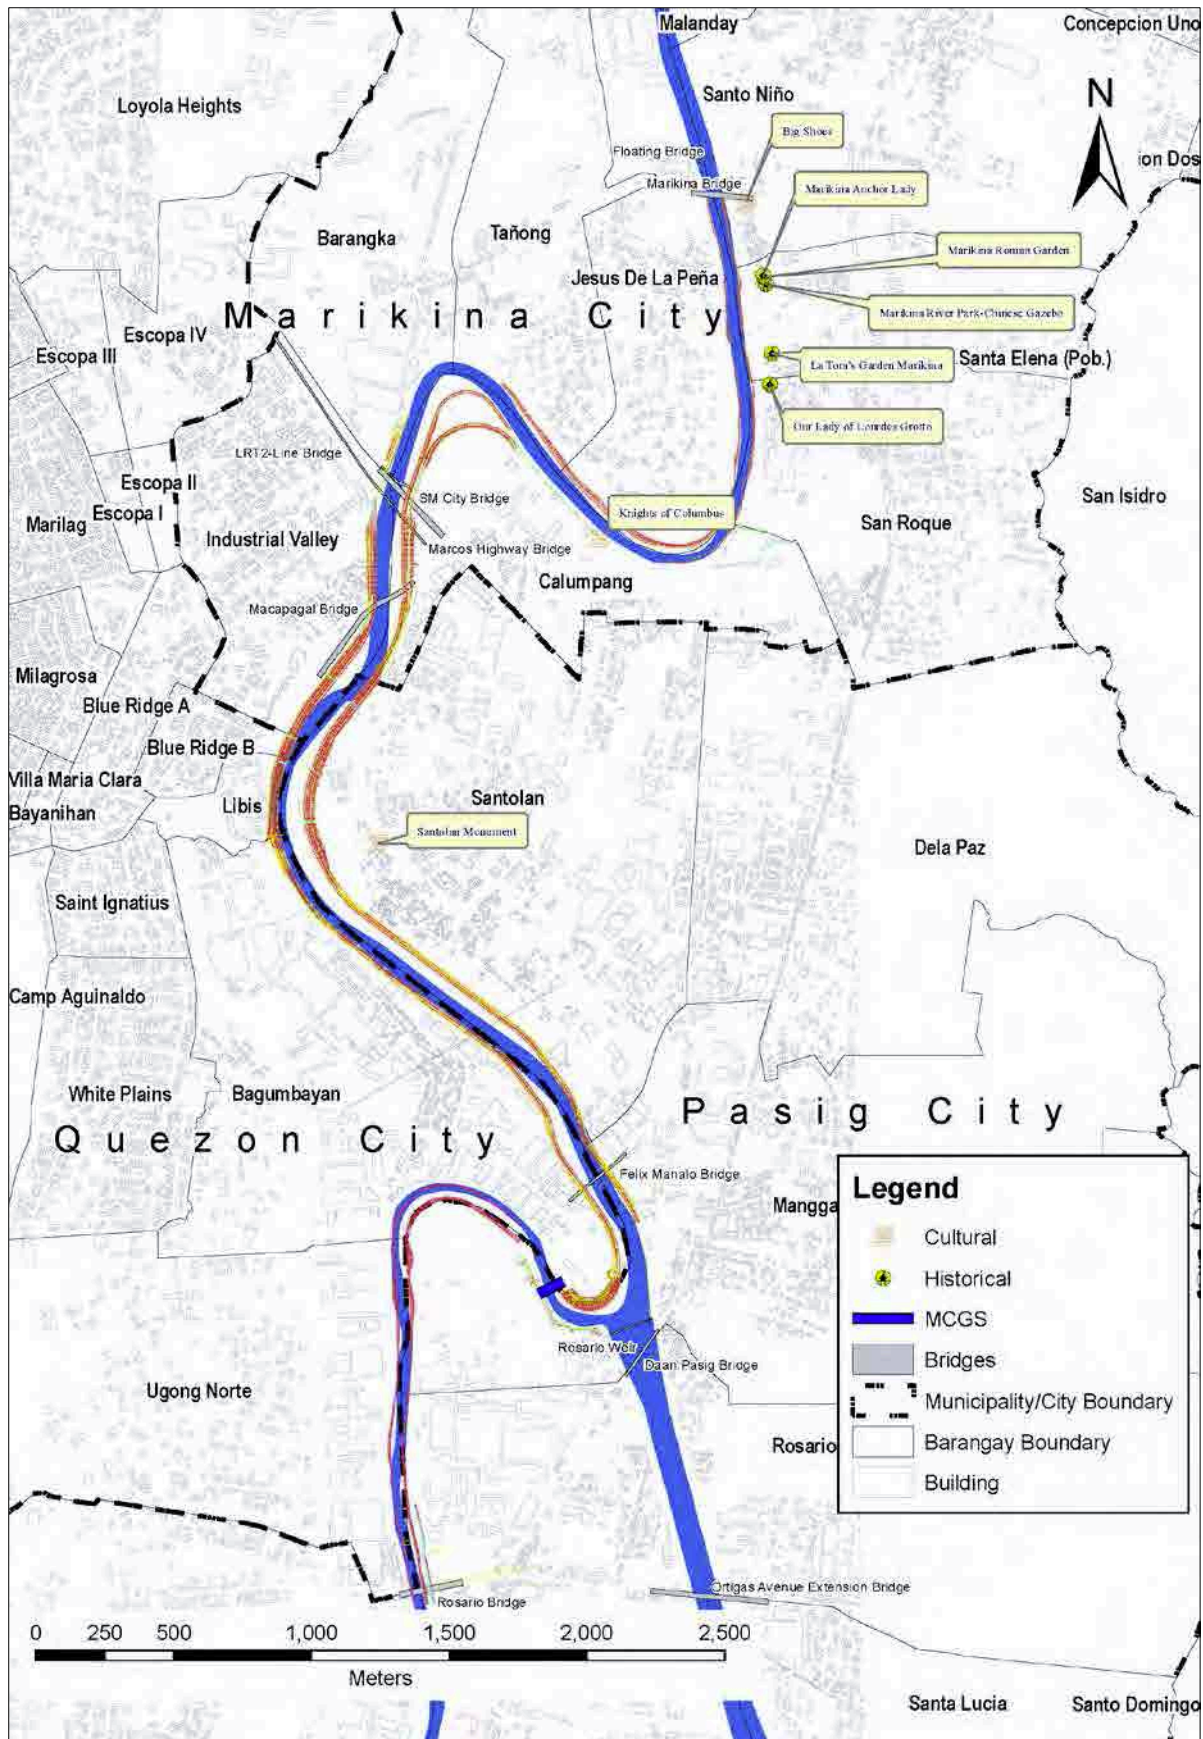 Malanday
Concepcion Uno
Loyola Heights
Santo Niño
N
Big Shoes
Floating Bridge
ion Dos
Marikina Bridge
Marikina Anchor Lady
Barangka
Tañong
Marikina Roman Garden
Jesus De La Peña
Marikina River Park-Chinese Gazebo
Marikina City
Escopa IV
Escopa III
Santa Elena (Pob.)
La Tora's Garden Marikina
Our Lady of Lourdes Grotto
LRT2-Line Bridge
Escopa II
SM City Bridge
San Isidro
Escopa I
Marilag
Knights of Columbus
San Roque
Industrial Valley
Marcos Highway Bridge
Calumpang
Macapagal Bridge
Milagrosa
Blue Ridge A
Blue Ridge B
Villa Maria Clara
Bayanihan
Libis
Santolan
Santolan Monument
Dela Paz
Saint Ignatius
Camp Aguinaldo
White Plains
Bagumbayan
Pasig City
Quezon City
Felix Manalo Bridge
Mangga
Legend
Cultural
Historical
MCGS
Bridges
Municipality/City Boundary
Barangay Boundary
Building
Rosario Weir
Daan Pasig Bridge
Ugong Norte
Rosario
Ortigas Avenue Extension Bridge
Rosario Bridge
0 250 500 1,000 1,500 2,000 2,500
Meters
Santa Lucia
Santo Domingo